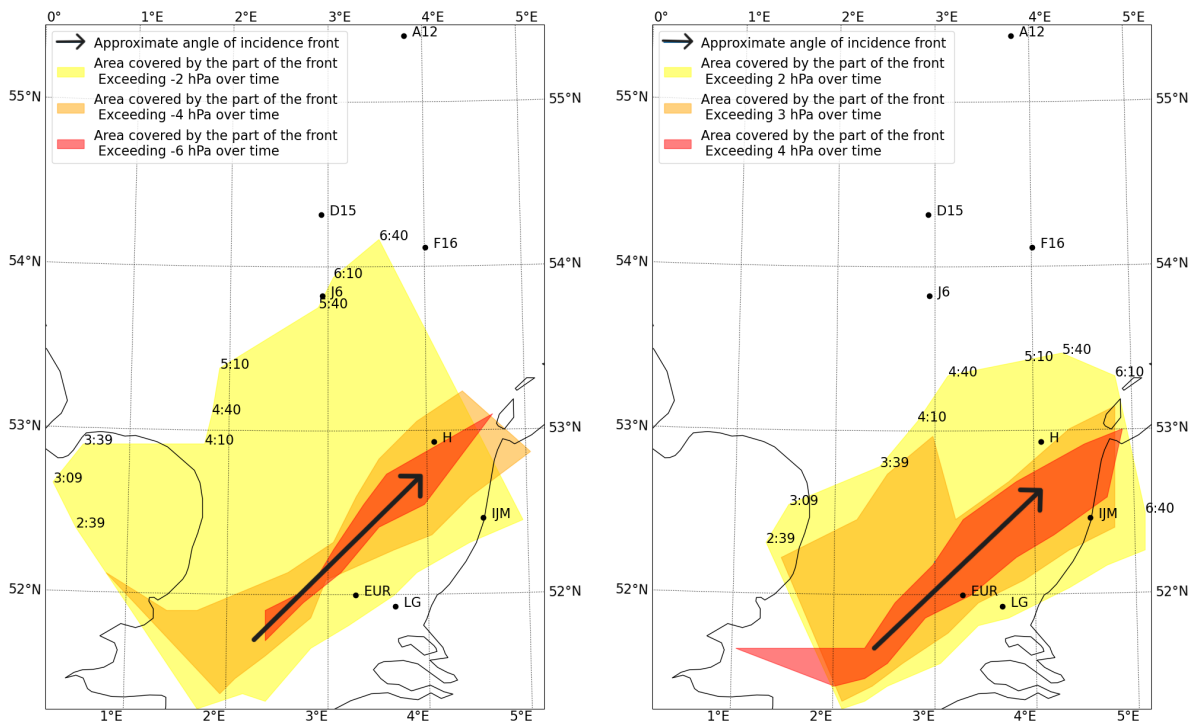 0°E 1°E 2°E 3°E 4°E 5°E
Approximate angle of incidence front
Area covered by the part of the front
Exceeding -2 hPa over time
Area covered by the part of the front
Exceeding -4 hPa over time
Area covered by the part of the front
Exceeding -6 hPa over time
A12
55°N
55°N
D15
6:40
F16
54°N
54°N
6:10
J6
5:40
5:10
4:40
53°N
3:39
4:10
H
53°N
3:09
2:39
IJM
52°N
EUR
52°N
LG
1°E 2°E 3°E 4°E 5°E
0°E 1°E 2°E 3°E 4°E 5°E
Approximate angle of incidence front
Area covered by the part of the front
Exceeding 2 hPa over time
Area covered by the part of the front
Exceeding 3 hPa over time
Area covered by the part of the front
Exceeding 4 hPa over time
A12
55°N
55°N
D15
F16
54°N
54°N
J6
5:40
5:10
4:40
6:10
4:10
53°N
H
53°N
3:39
3:09
6:40
IJM
2:39
52°N
EUR
52°N
LG
1°E 2°E 3°E 4°E 5°E